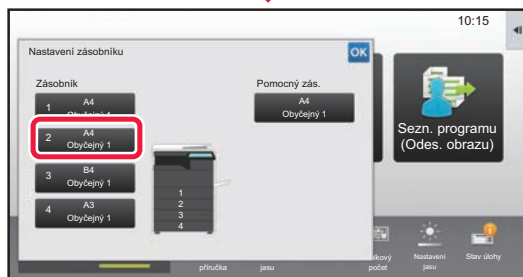 10:15
Nastavení zásobníku
OK
Zásobník
Pomocný zás.
1 A4
Obyčejný 1
A4
Obyčejný 1
2 A4
Obyčejný 1
3 B4
Obyčejný 1
4 A3
Obyčejný 1
1
2
3
4
Sezn. programu
(Odes. obrazu)
příručka
jasu
počet
Nastavení
jasu
Stav úlohy